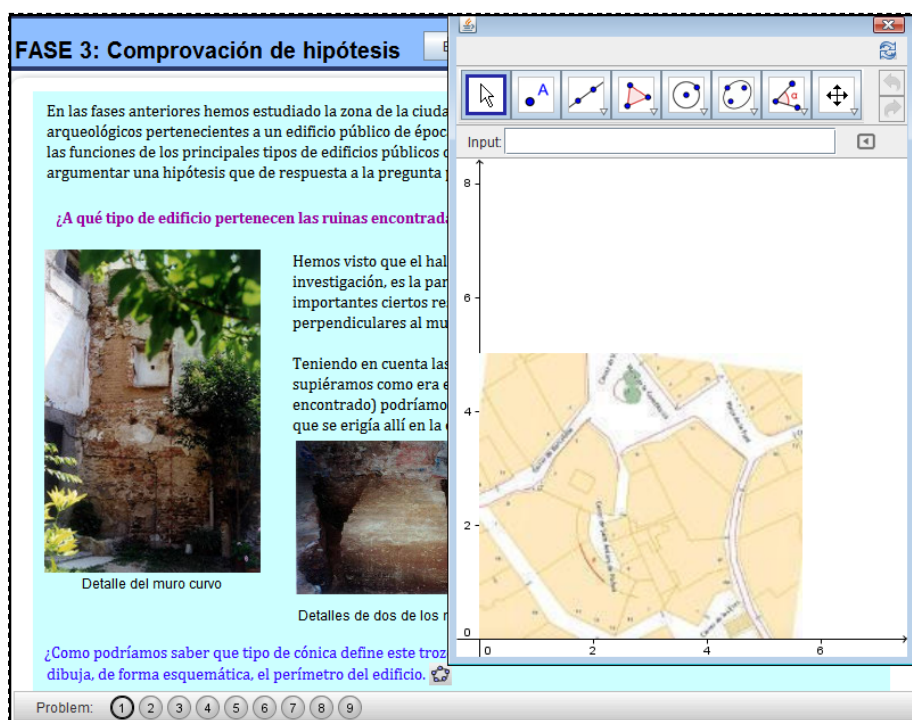 FASE 3: Comprovación de hipótesis
En las fases anteriores hemos estudiado la zona de la ciuda
arqueológicos pertenecientes a un edificio público de époc
las funciones de los principales tipos de edificios públicos
argumentar una hipótesis que de respuesta a la pregunta
¿A qué tipo de edificio pertenecen las ruinas encontrada
Hemos visto que el hal
investigación, es la par
importantes ciertos re
perpendiculares al mu
Teniendo en cuenta las
supiéramos como era e
encontrado) podríamo
que se erigía allí en la
Detalle del muro curvo
Detalles de dos de los
¿Como podríamos saber que tipo de cónica define este troz
dibuja, de forma esquemática, el perímetro del edificio.
Problem: 1 2 3 4 5 6 7 8 9
A
α
Input:
8
6
4
2
0
0 2 4 6